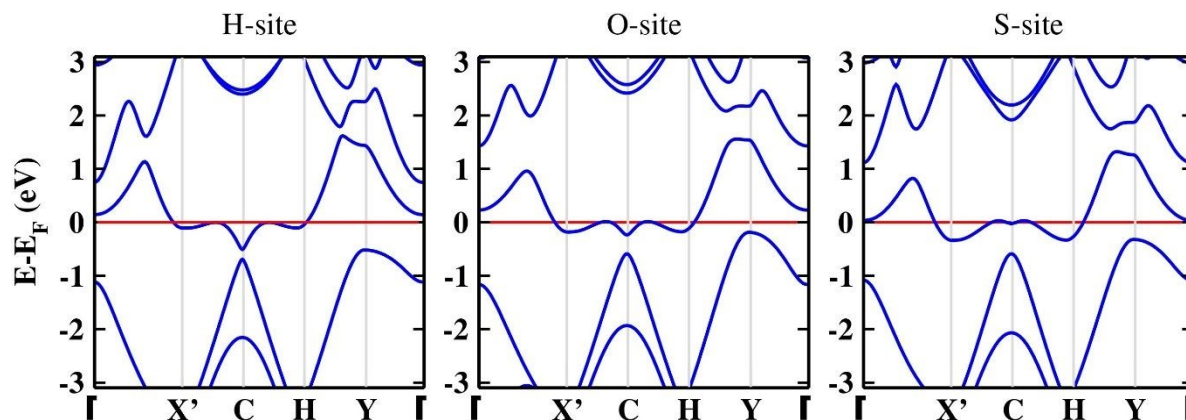 H-site O-site S-site
3 3 3
2 2 2
1 1 1
E-E_F (eV)
0 0 0
-1 -1 -1
-2 -2 -2
-3 -3 -3
Γ X' C H Y Γ Γ X' C H Y Γ Γ X' C H Y Γ